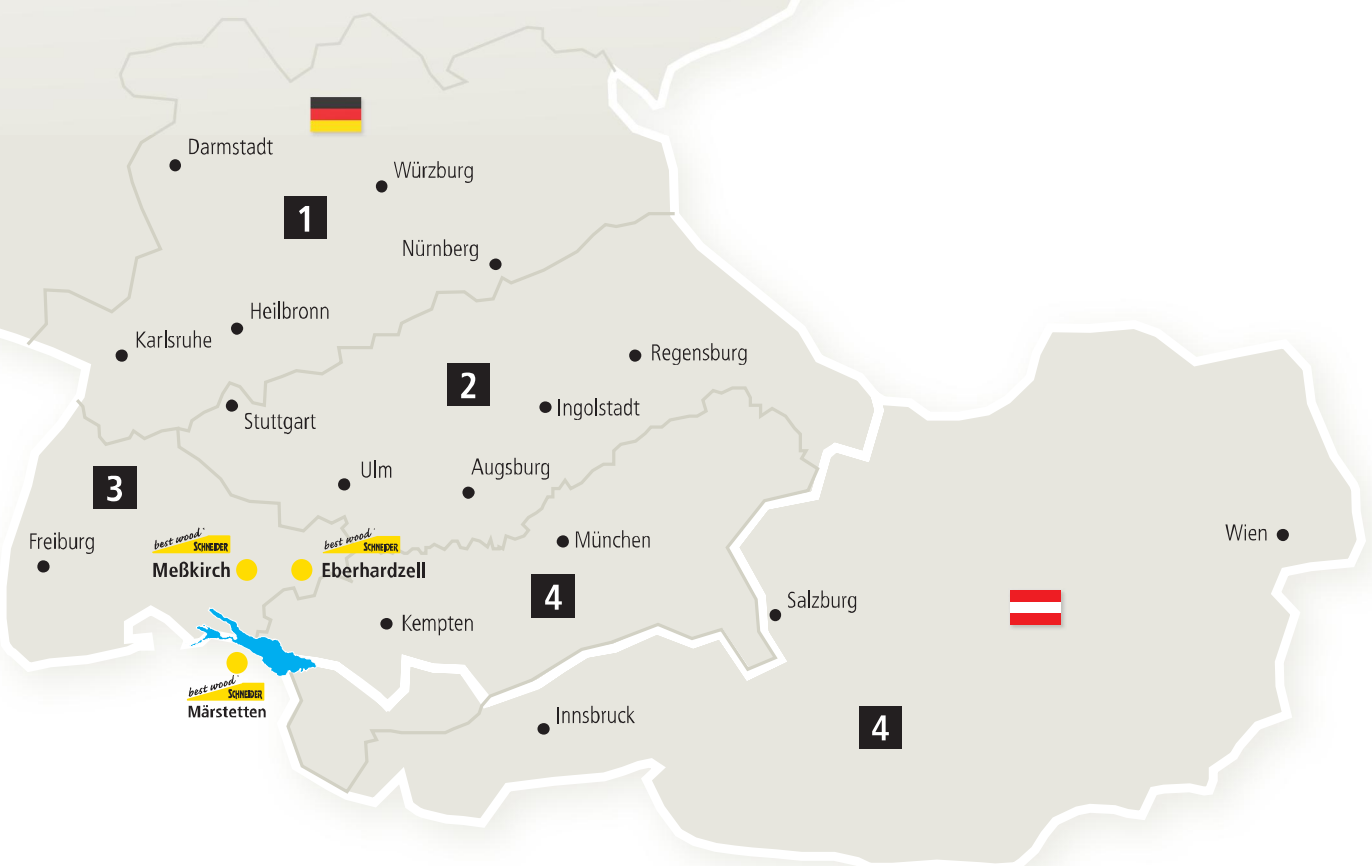 Darmstadt
Würzburg
1
Nürnberg
Heilbronn
Karlsruhe
Regensburg
2
Ingolstadt
Stuttgart
Ulm
Augsburg
3
Freiburg
best wood
SCHNEIDER
Meßkirch
best wood
SCHNEIDER
Eberhardzell
München
Wien
4
Salzburg
Kempten
best wood
SCHNEIDER
Märstetten
Innsbruck
4